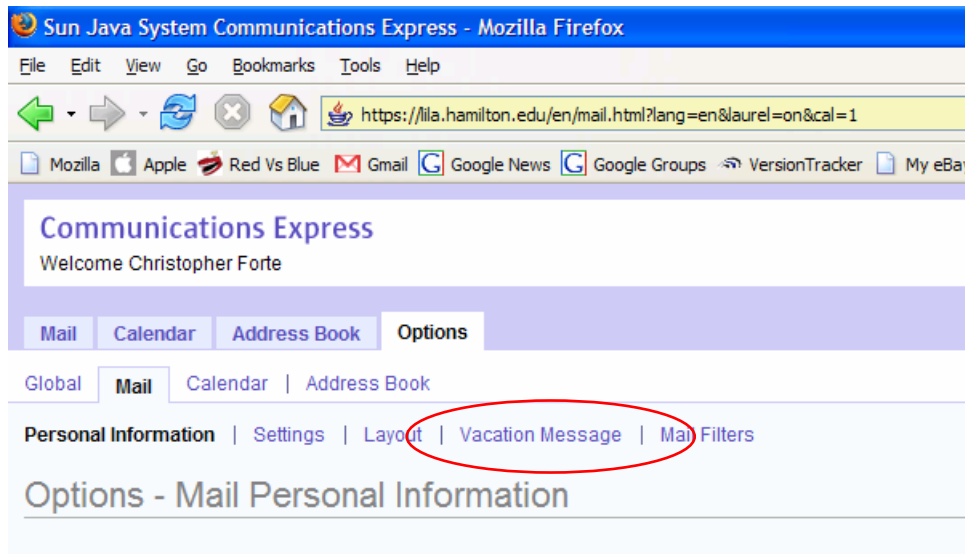 Sun Java System Communications Express - Mozilla Firefox
File Edit View Go Bookmarks Tools Help
https://lila.hamilton.edu/en/mail.html?lang=en&laurel=on&cal=1
Mozilla Apple Red Vs Blue Gmail G Google News G Google Groups VersionTracker My eBay
Communications Express
Welcome Christopher Forte
Mail Calendar Address Book Options
Global Mail Calendar | Address Book
Personal Information | Settings | Layout | Vacation Message | Mail Filters
Options - Mail Personal Information